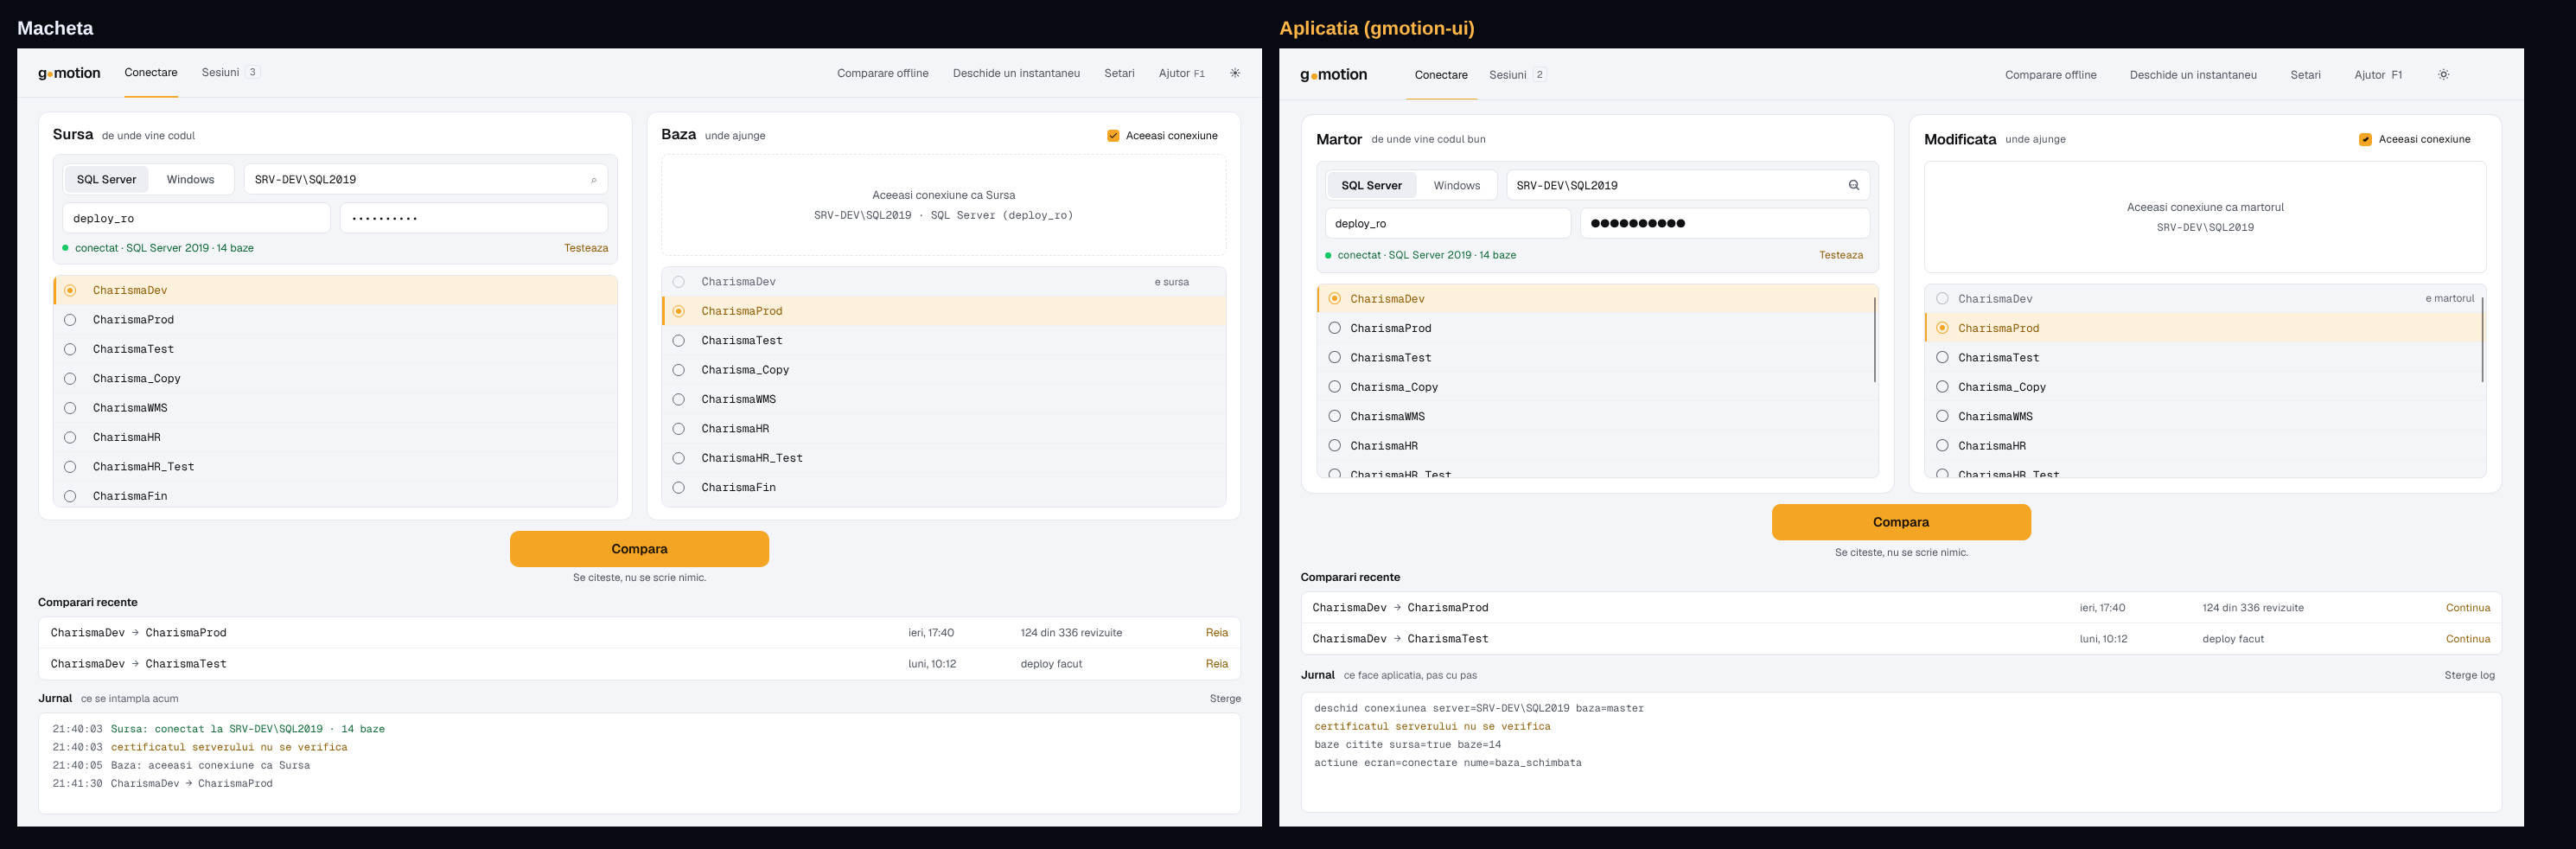 Macheta
g●motion Conectare Sesiuni 3 Comparare offline Deschide un instantaneu Setari Ajutor F1
Sursa de unde vine codul
SQL Server Windows SRV-DEV\SQL2019
deploy_ro ••••••••••
conectat · SQL Server 2019 · 14 baze Testeaza
CharismaDev
CharismaProd
CharismaTest
Charisma_Copy
CharismaWMS
CharismaHR
CharismaHR_Test
CharismaFin
Baza unde ajunge Aceeasi conexiune
Aceeasi conexiune ca Sursa
SRV-DEV\SQL2019 · SQL Server (deploy_ro)
CharismaDev e sursa
CharismaProd
CharismaTest
Charisma_Copy
CharismaWMS
CharismaHR
CharismaHR_Test
CharismaFin
Compara
Se citeste, nu se scrie nimic.
Comparari recente
CharismaDev → CharismaProd ieri, 17:40 124 din 336 revizuite Reia
CharismaDev → CharismaTest luni, 10:12 deploy facut Reia
Jurnal ce se intampla acum Sterge
21:40:03 Sursa: conectat la SRV-DEV\SQL2019 · 14 baze
21:40:03 certificatul serverului nu se verifica
21:40:05 Baza: aceeasi conexiune ca Sursa
21:41:30 CharismaDev → CharismaProd
Aplicatia (gmotion-ui)
g●motion Conectare Sesiuni 2 Comparare offline Deschide un instantaneu Setari Ajutor F1
Martor de unde vine codul bun
SQL Server Windows SRV-DEV\SQL2019
deploy_ro ●●●●●●●●●●
conectat · SQL Server 2019 · 14 baze Testeaza
CharismaDev
CharismaProd
CharismaTest
Charisma_Copy
CharismaWMS
CharismaHR
CharismaHR_Test
Modificata unde ajunge Aceeasi conexiune
Aceeasi conexiune ca martorul
SRV-DEV\SQL2019
CharismaDev e martorul
CharismaProd
CharismaTest
Charisma_Copy
CharismaWMS
CharismaHR
CharismaHR_Test
Compara
Se citeste, nu se scrie nimic.
Comparari recente
CharismaDev → CharismaProd ieri, 17:40 124 din 336 revizuite Continua
CharismaDev → CharismaTest luni, 10:12 deploy facut Continua
Jurnal ce face aplicatia, pas cu pas Sterge log
deschid conexiunea server=SRV-DEV\SQL2019 baza=master
certificatul serverului nu se verifica
baze citite sursa=true baze=14
actiune ecran=conectare nume=baza_schimbata